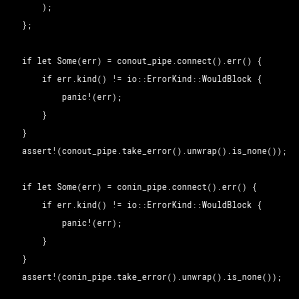 );
};

if let Some(err) = conout_pipe.connect().err() {
    if err.kind() != io::ErrorKind::WouldBlock {
        panic!(err);
    }
}
assert!(conout_pipe.take_error().unwrap().is_none());

if let Some(err) = conin_pipe.connect().err() {
    if err.kind() != io::ErrorKind::WouldBlock {
        panic!(err);
    }
}
assert!(conin_pipe.take_error().unwrap().is_none());